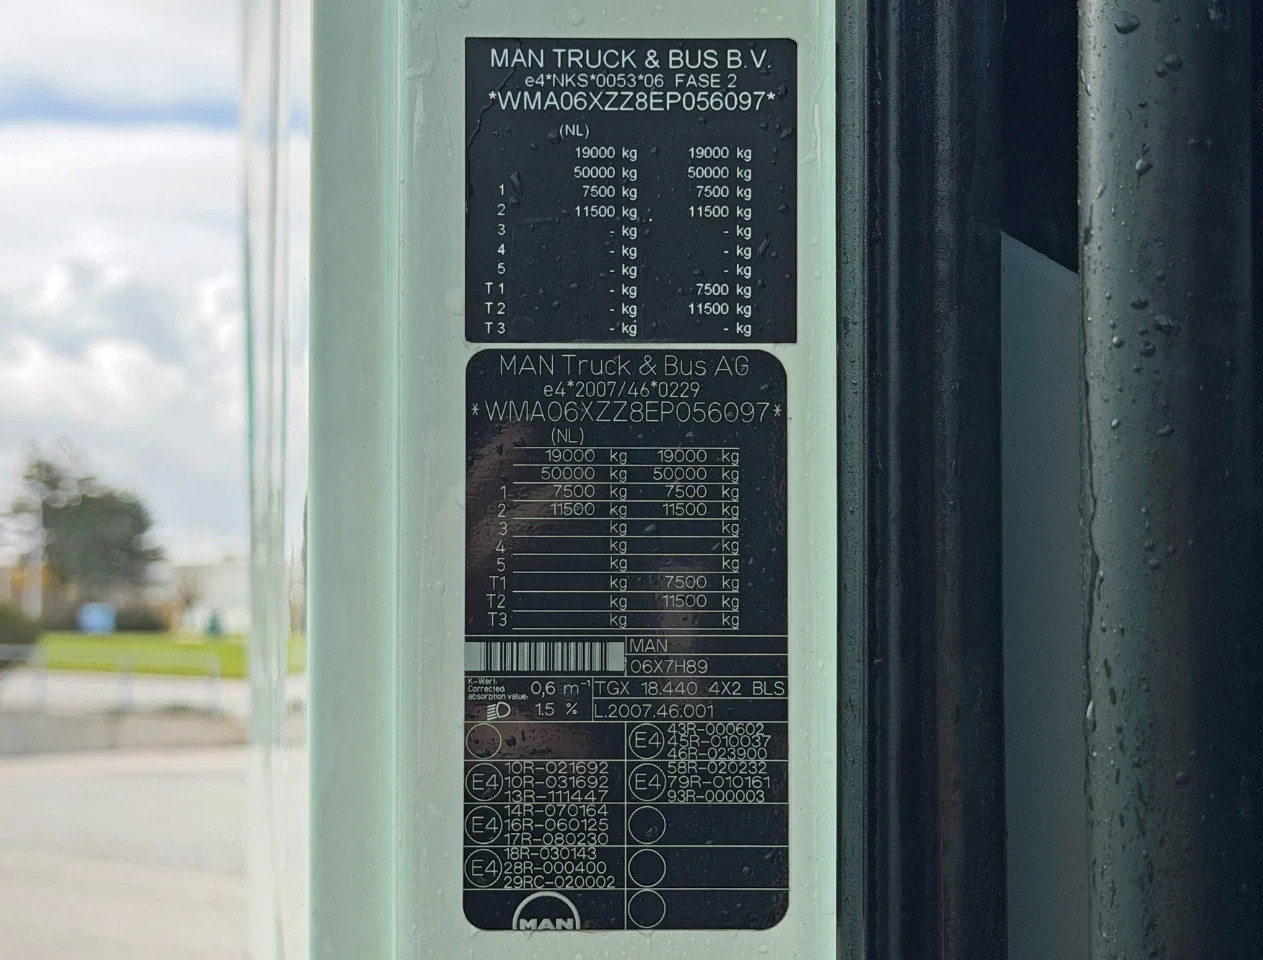 MAN TRUCK & BUS B.V.
e4*NKS*0053*06 FASE 2
*WMA06XZZ8EP056097*
(NL)
19000 kg 19000 kg
50000 kg 50000 kg
1 7500 kg 7500 kg
2 11500 kg 11500 kg
3 - kg - kg
4 - kg - kg
5 - kg - kg
T1 - kg 7500 kg
T2 - kg 11500 kg
T3 - kg - kg
MAN Truck & Bus AG
e4*2007/46*0229
*WMA06XZZ8EP056097*
(NL)
19000 kg 19000 kg
50000 kg 50000 kg
1 7500 kg 7500 kg
2 11500 kg 11500 kg
3 kg kg
4 kg kg
5 kg kg
T1 kg 7500 kg
T2 kg 11500 kg
T3 kg kg
MAN
06X7H89
K-Wert
Corrected
absorption value:
0,6 m⁻¹
TGX 18.440 4X2 BLS
1.5 %
L.2007.46.001
E4 43R-000602
45R-010037
46R-023900
E4 10R-021692
10R-031692
13R-111447
E4 58R-020232
79R-010161
93R-000003
E4 14R-070164
16R-060125
17R-080230
E4 18R-030143
28R-000400
29RC-020002
MAN